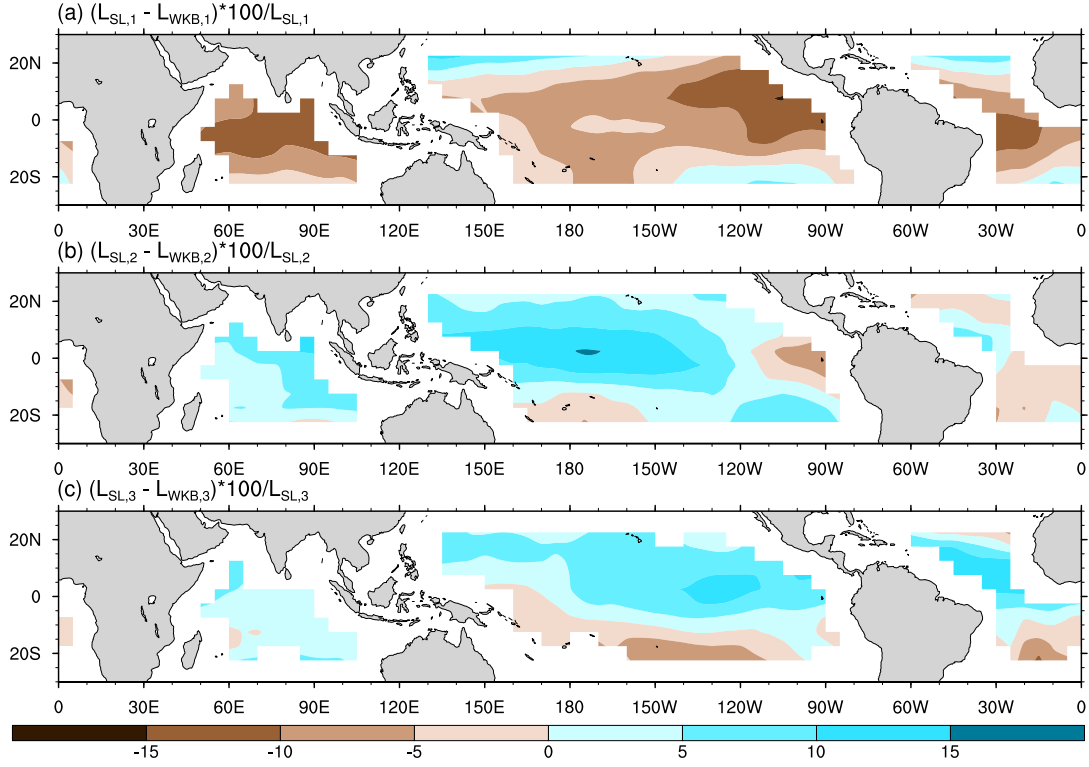 (a) (L_SL,1 - L_WKB,1)*100/L_SL,1
20N
0
20S
0 30E 60E 90E 120E 150E 180 150W 120W 90W 60W 30W 0
(b) (L_SL,2 - L_WKB,2)*100/L_SL,2
20N
0
20S
0 30E 60E 90E 120E 150E 180 150W 120W 90W 60W 30W 0
(c) (L_SL,3 - L_WKB,3)*100/L_SL,3
20N
0
20S
0 30E 60E 90E 120E 150E 180 150W 120W 90W 60W 30W 0
-15 -10 -5 0 5 10 15